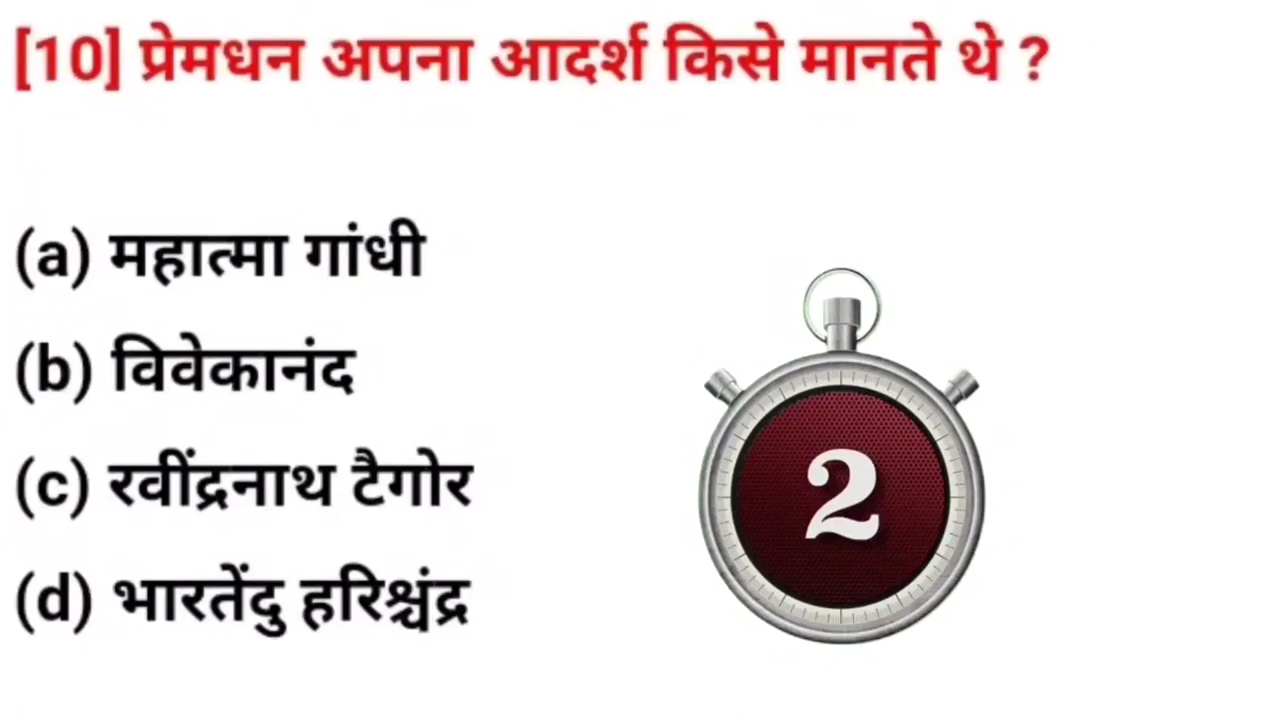 [10] प्रेमधन अपना आदर्श किसे मानते थे ?
(a) महात्मा गांधी
(b) विवेकानंद
(c) रवींद्रनाथ टैगोर
(d) भारतेंदु हरिश्चंद्र
2